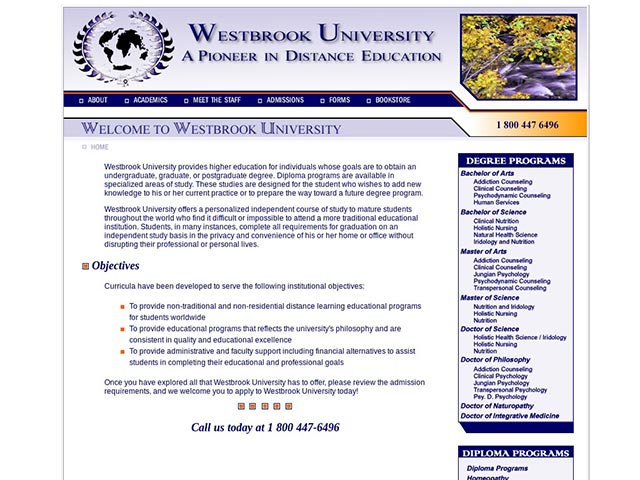 WESTBROOK UNIVERSITY
A PIONEER IN DISTANCE EDUCATION
ABOUT
ACADEMICS
MEET THE STAFF
ADMISSIONS
FORMS
BOOKSTORE
WELCOME TO WESTBROOK UNIVERSITY
1 800 447 6496
HOME
Westbrook University provides higher education for individuals whose goals are to obtain an
undergraduate, graduate, or postgraduate degree. Diploma programs are available in
specialized areas of study. These studies are designed for the student who wishes to add new
knowledge to his or her current practice or to prepare the way toward a future degree program.
Westbrook University offers a personalized independent course of study to mature students
throughout the world who find it difficult or impossible to attend a more traditional educational
institution. Students, in many instances, complete all requirements for graduation on an
independent study basis in the privacy and convenience of his or her home or office without
disrupting their professional or personal lives.
Objectives
Curricula have been developed to serve the following institutional objectives:
To provide non-traditional and non-residential distance learning educational programs
for students worldwide
To provide educational programs that reflects the university's philosophy and are
consistent in quality and educational excellence
To provide administrative and faculty support including financial alternatives to assist
students in completing their educational and professional goals
Once you have explored all that Westbrook University has to offer, please review the admission
requirements, and we welcome you to apply to Westbrook University today!
Call us today at 1 800 447-6496
DEGREE PROGRAMS
Bachelor of Arts
Addiction Counseling
Clinical Counseling
Psychodynamic Counseling
Human Services
Bachelor of Science
Clinical Nutrition
Holistic Nursing
Natural Health Science
Iridology and Nutrition
Master of Arts
Addiction Counseling
Clinical Counseling
Jungian Psychology
Psychodynamic Counseling
Transpersonal Counseling
Master of Science
Nutrition and Iridology
Holistic Nursing
Nutrition
Doctor of Science
Holistic Health Science / Iridology
Holistic Nursing
Nutrition
Doctor of Philosophy
Addiction Counseling
Clinical Psychology
Jungian Psychology
Transpersonal Psychology
Psy. D. Psychology
Doctor of Naturopathy
Doctor of Integrative Medicine
DIPLOMA PROGRAMS
Diploma Programs
Homeopathy